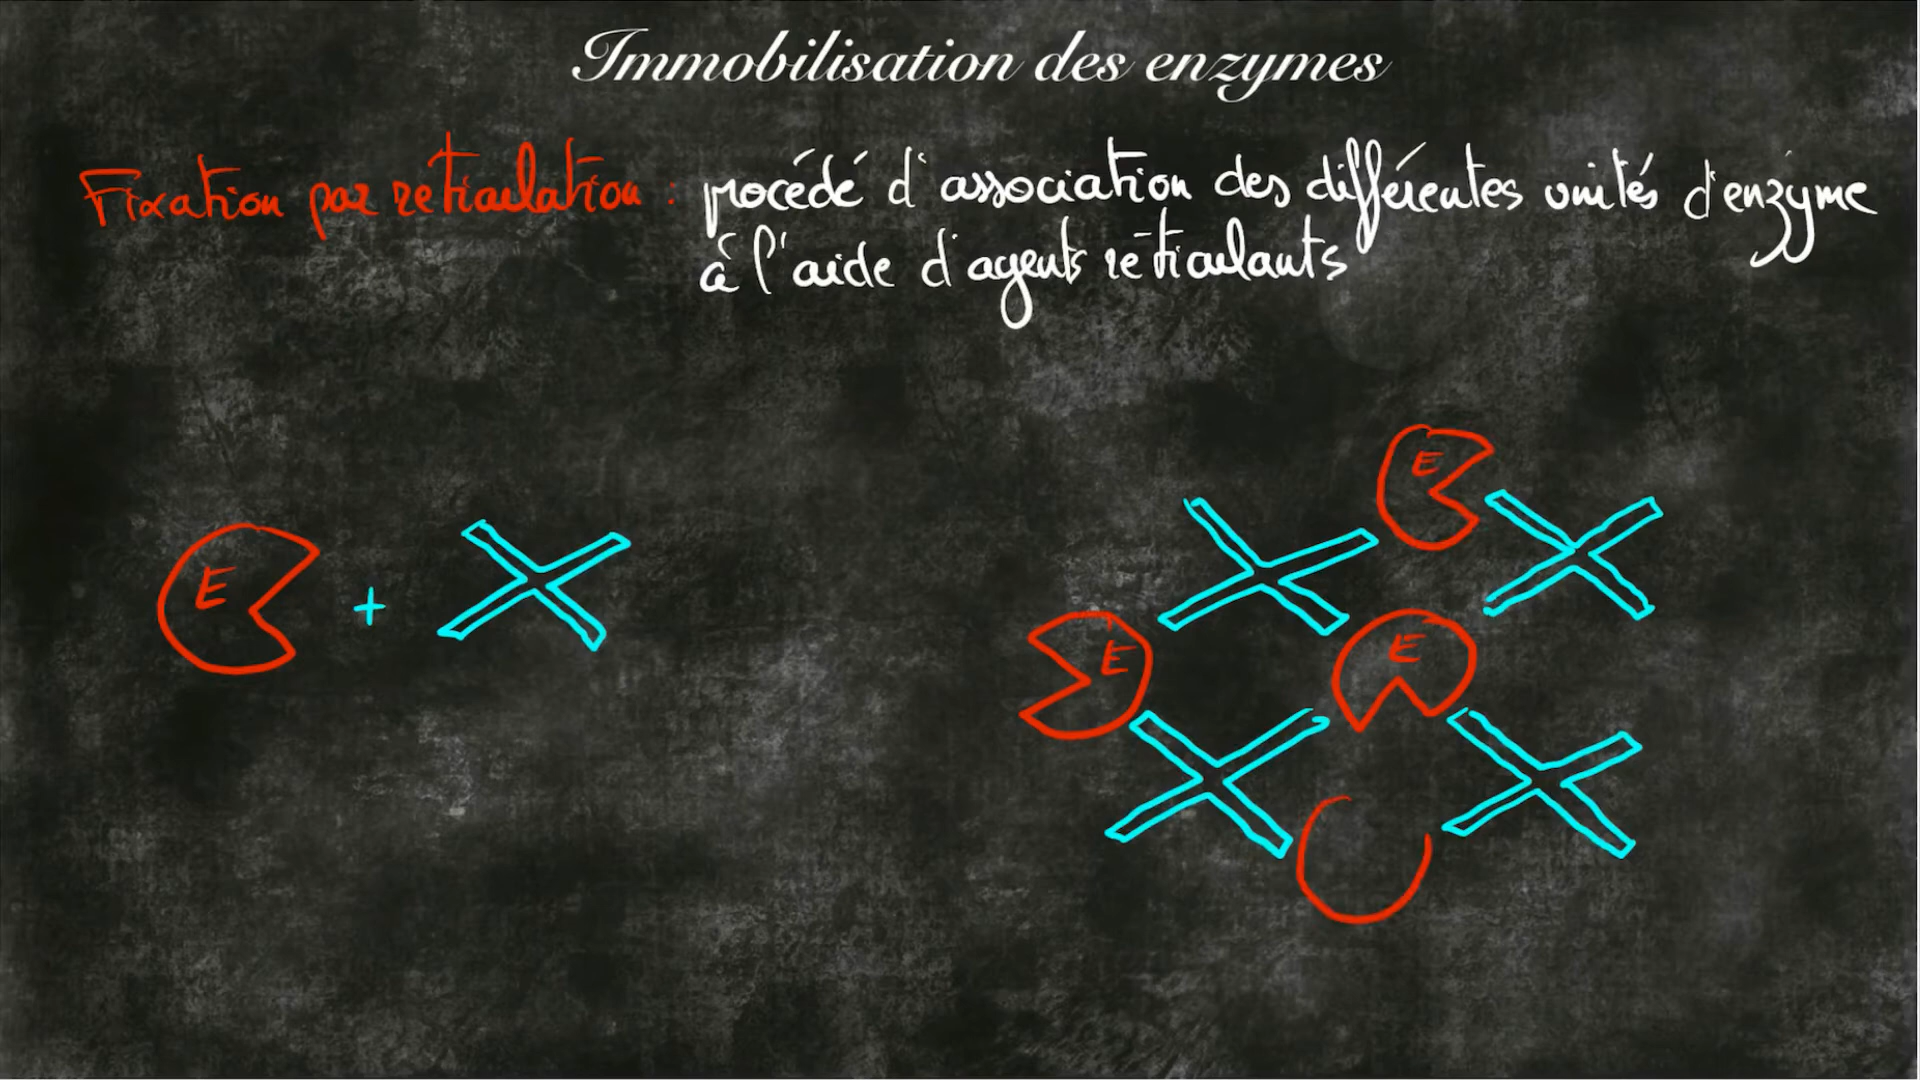 Immobilisation des enzymes
Fixation par réticulation : procédé d'association des différentes unités d'enzyme
à l'aide d'agents réticulants
E
E
E + 
E
E